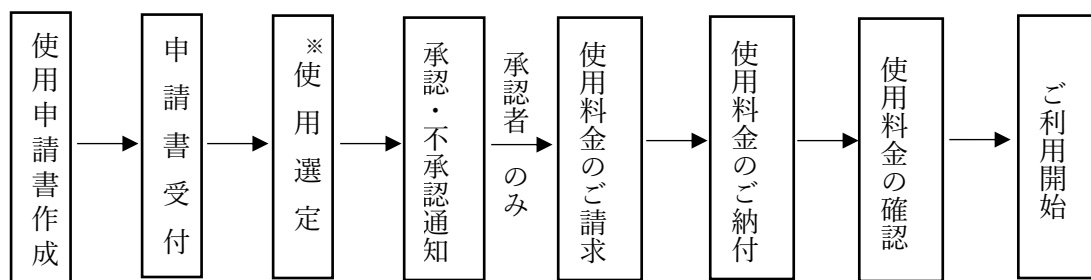 使用申請書作成
申請書受付
※使用選定
承認・不承認通知
承認者のみ
使用料金のご請求
使用料金のご納付
使用料金の確認
ご利用開始